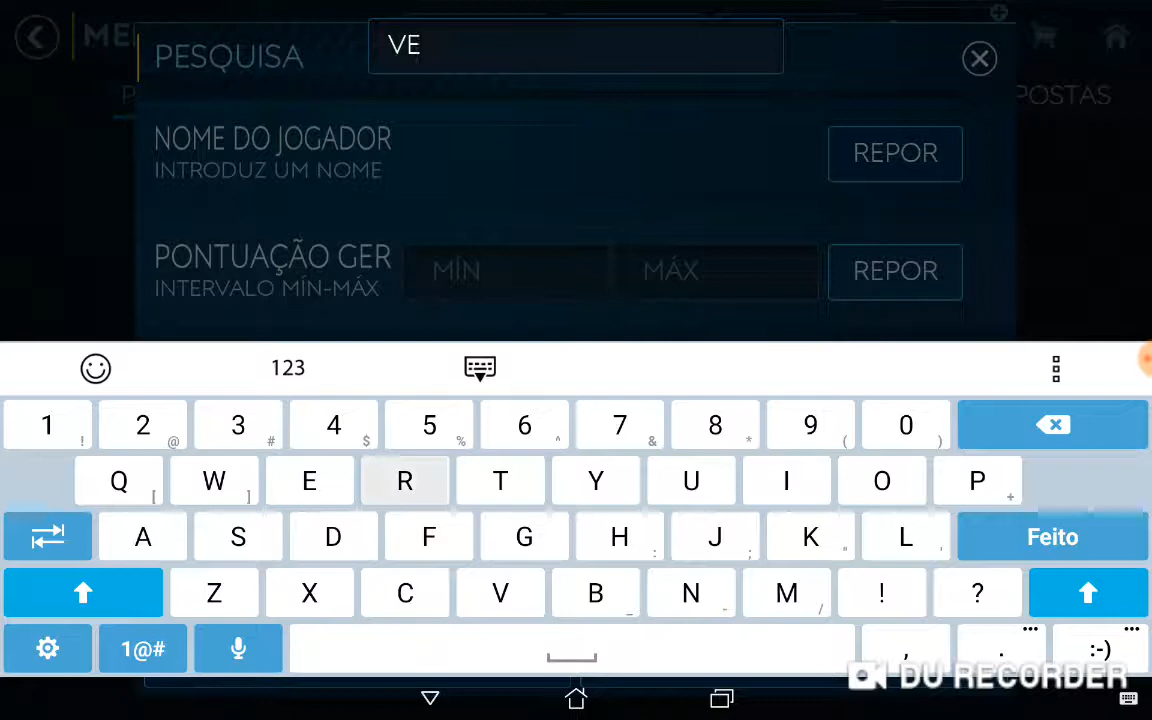 ME
VE
PESQUISA
P
POSTAS
NOME DO JOGADOR
INTRODUZ UM NOME
REPOR
PONTUAÇÃO GER
INTERVALO MÍN-MÁX
MÍN
MÁX
REPOR
123
1 ! 2 @ 3 # 4 $ 5 % 6 ^ 7 & 8 * 9 ( 0 )
Q [ W ] E R T Y U I O P +
A S D F G H : J ; K " L ' Feito
Z X C V B _ N - M / ! ?
1@# , . ... :-) ...
DU RECORDER